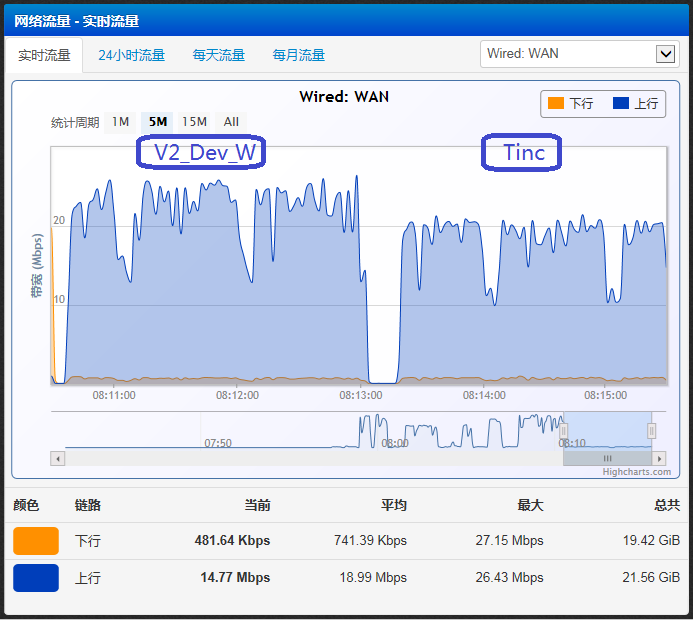 网络流量 - 实时流量
实时流量 24小时流量 每天流量 每月流量 Wired: WAN
Wired: WAN
下行 上行
统计周期 1M 5M 15M All
V2_Dev_W Tinc
带宽 (Mbps)
20
10
08:11:00 08:12:00 08:13:00 08:14:00 08:15:00
07:50 08:00 08:10
Highcharts.com
颜色 链路 当前 平均 最大 总共
下行 481.64 Kbps 741.39 Kbps 27.15 Mbps 19.42 GiB
上行 14.77 Mbps 18.99 Mbps 26.43 Mbps 21.56 GiB